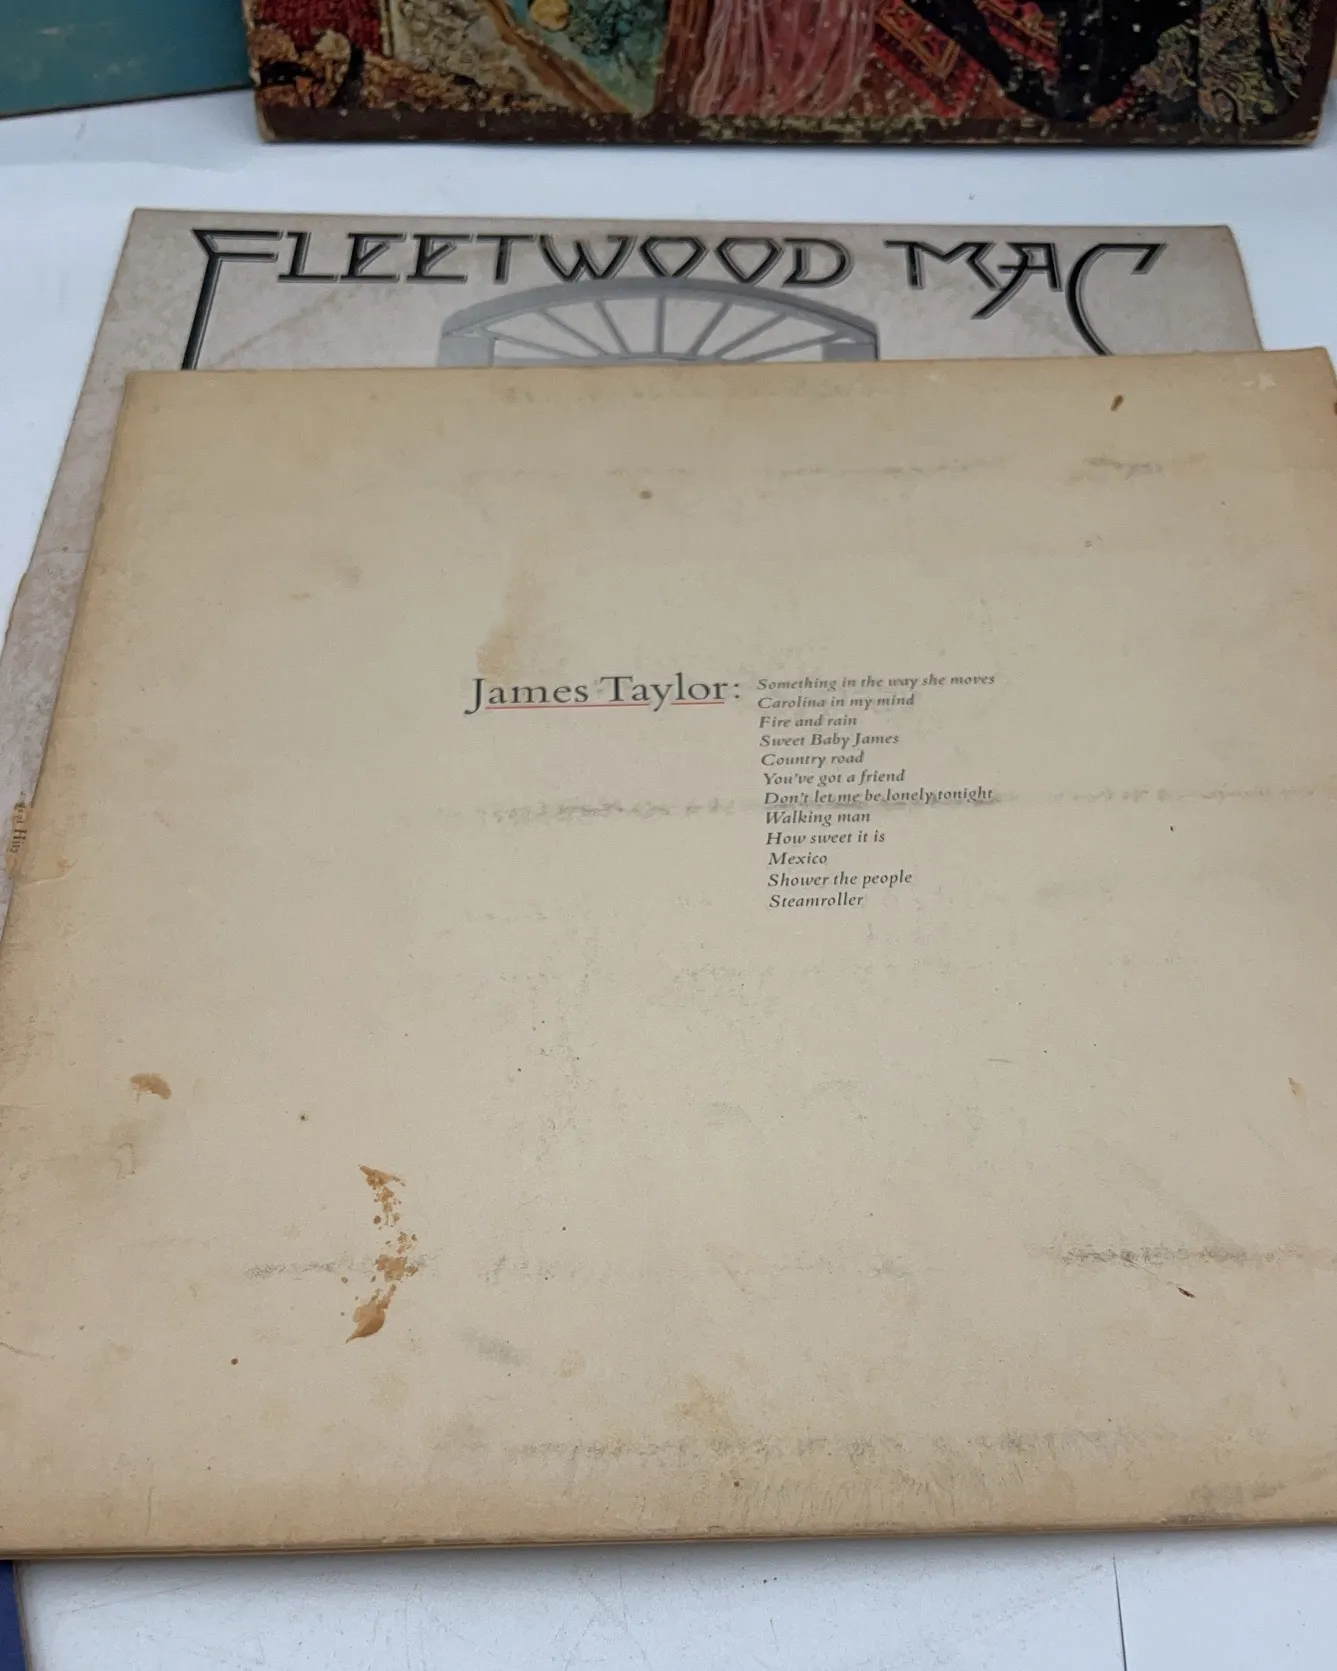 FLEETWOOD MAC
James Taylor:
Something in the way she moves
Carolina in my mind
Fire and rain
Sweet Baby James
Country road
You've got a friend
Don't let me be lonely tonight
Walking man
How sweet it is
Mexico
Shower the people
Steamroller